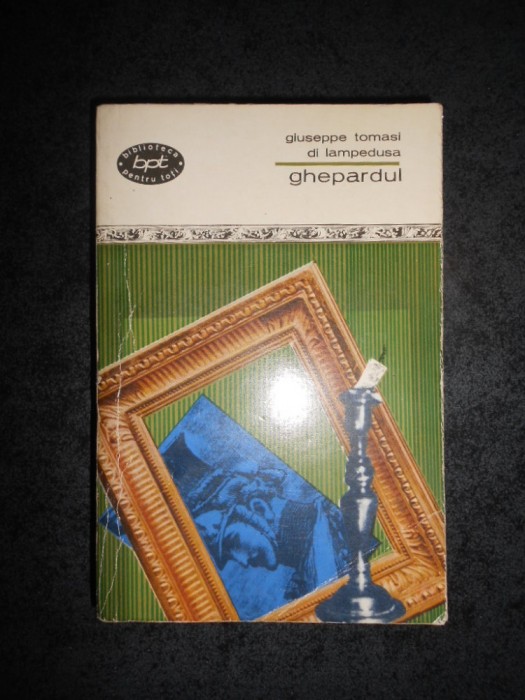 biblioteca
bpt
pentru toți
giuseppe tomasi
di lampedusa
ghepardul